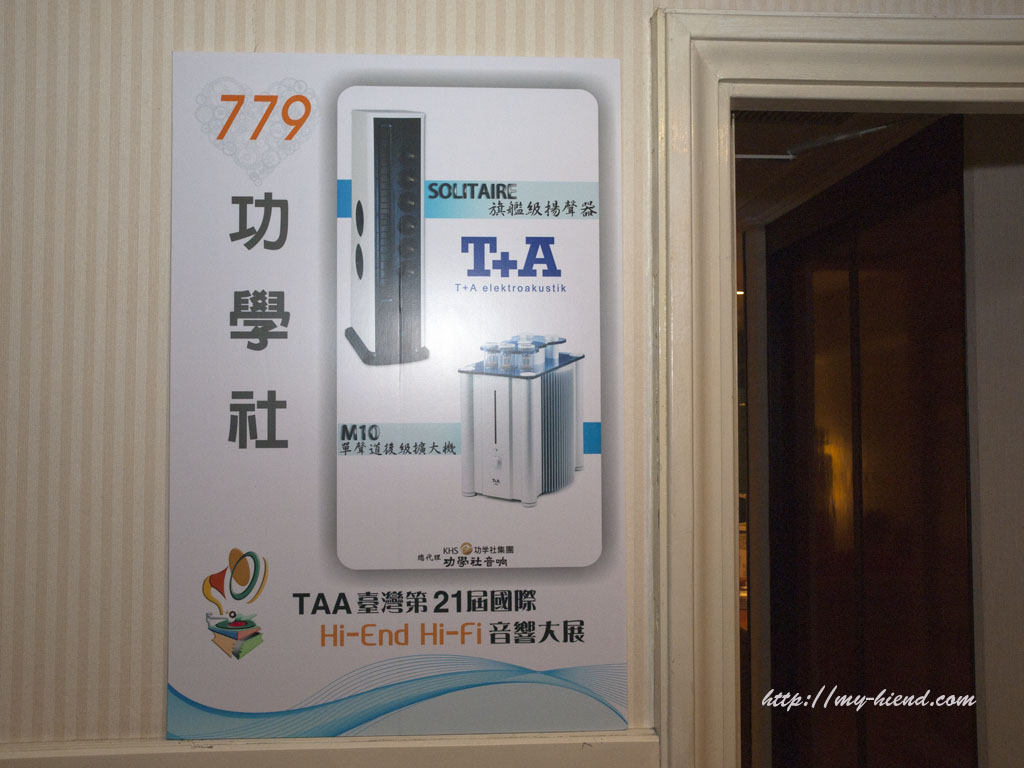 779
功學社
SOLITAIRE
旗艦級揚聲器
T+A
T+A elektroakustik
M10
單聲道後級擴大機
T+A
KHS 功学社集團
總代理 功學社音响
TAA 臺灣第21屆國際
Hi-End Hi-Fi 音響大展
http://my-hiend.com